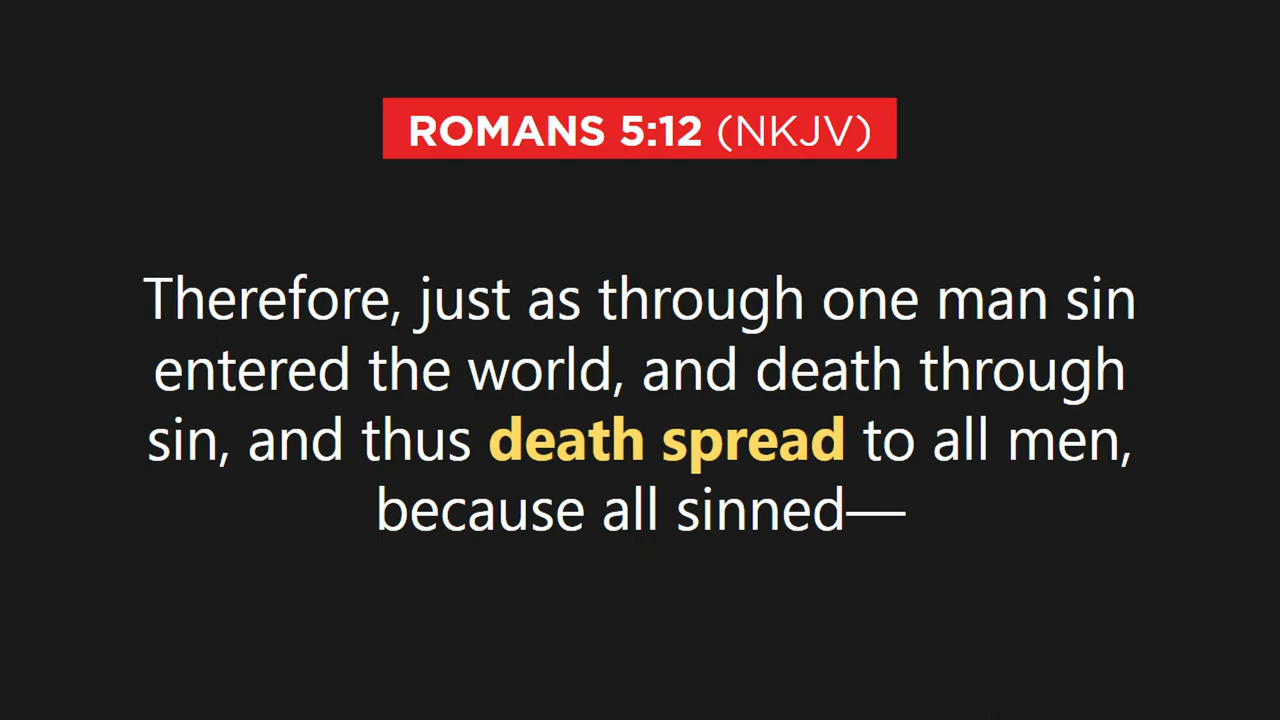 ROMANS 5:12 (NKJV)
Therefore, just as through one man sin
entered the world, and death through
sin, and thus death spread to all men,
because all sinned—